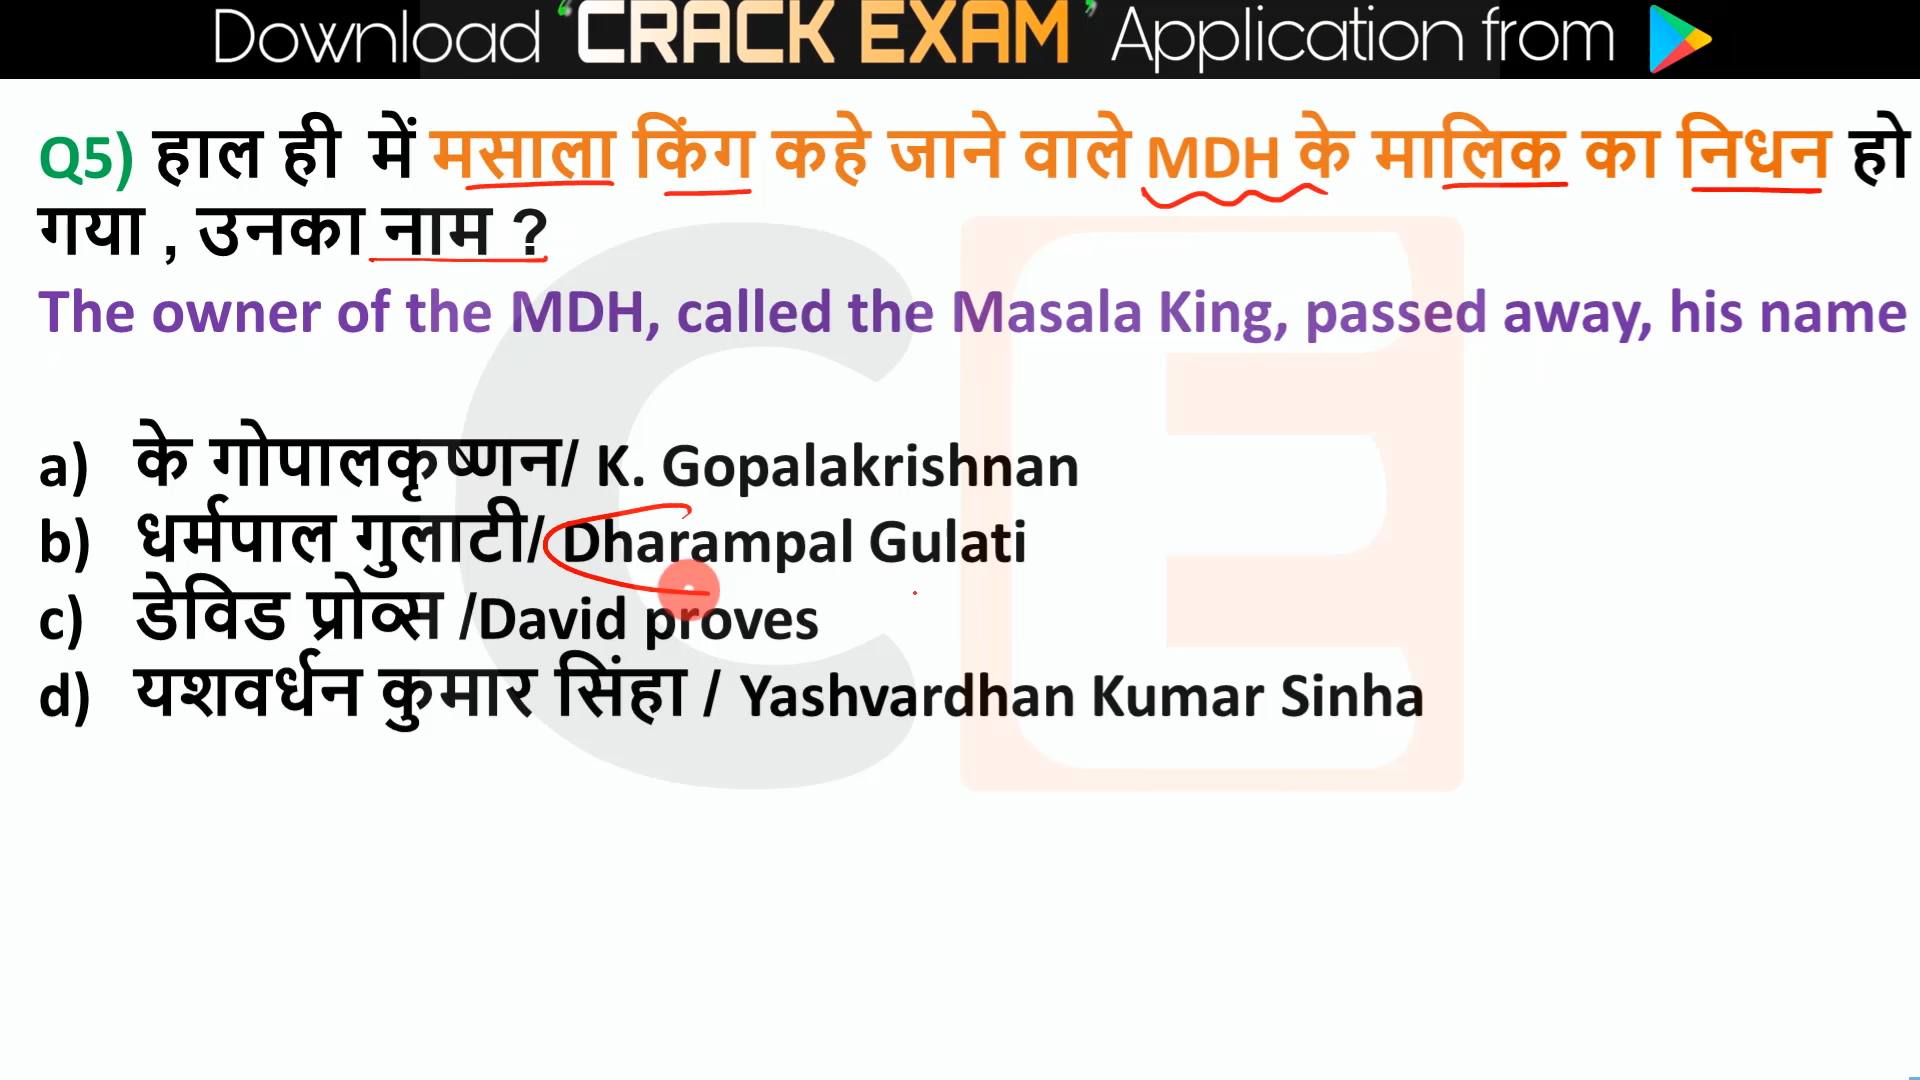 Download ‘CRACK EXAM’ Application from
Q5) हाल ही में मसाला किंग कहे जाने वाले MDH के मालिक का निधन हो
गया , उनका नाम ?
The owner of the MDH, called the Masala King, passed away, his name
a) के गोपालकृष्णन/ K. Gopalakrishnan
b) धर्मपाल गुलाटी/ Dharampal Gulati
c) डेविड प्रोव्स /David proves
d) यशवर्धन कुमार सिंहा / Yashvardhan Kumar Sinha
CE